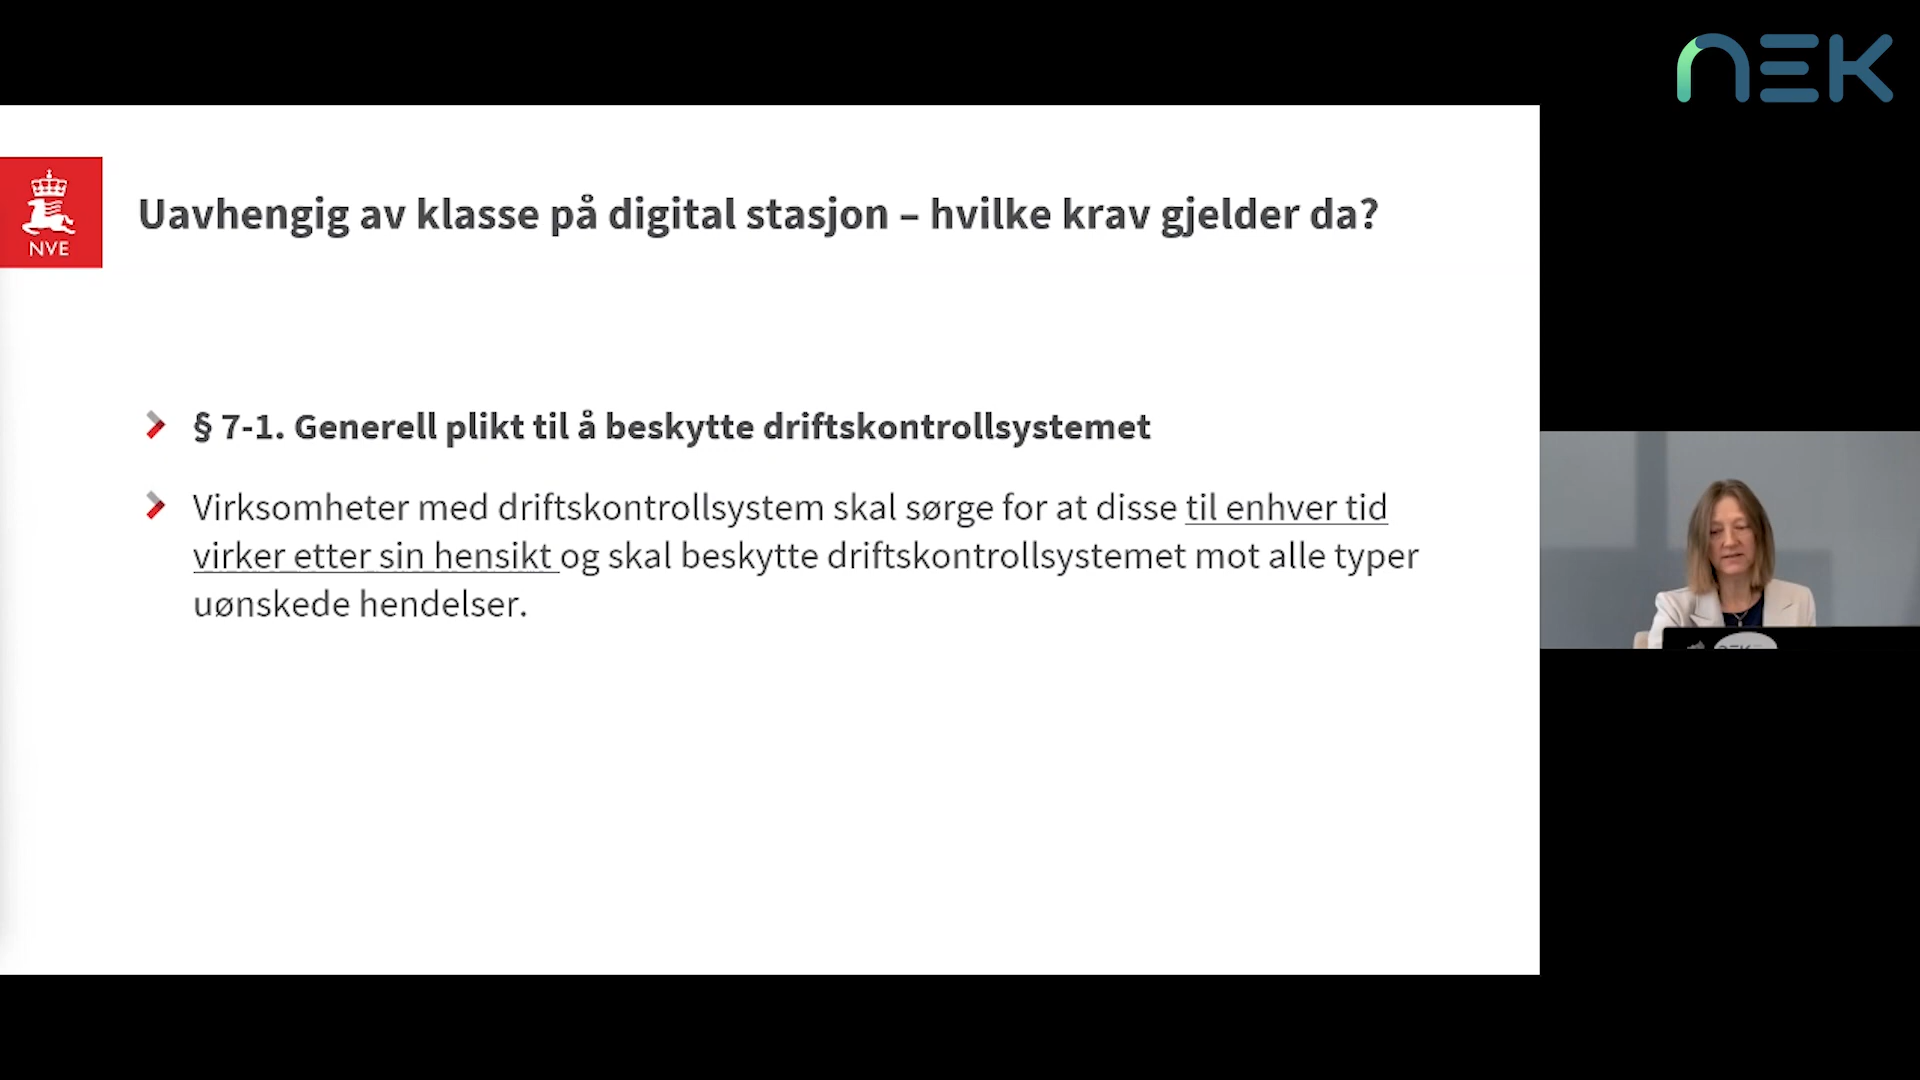 NEK
NVE
Uavhengig av klasse på digital stasjon – hvilke krav gjelder da?
§ 7-1. Generell plikt til å beskytte driftskontrollsystemet
Virksomheter med driftskontrollsystem skal sørge for at disse til enhver tid
virker etter sin hensikt og skal beskytte driftskontrollsystemet mot alle typer
uønskede hendelser.